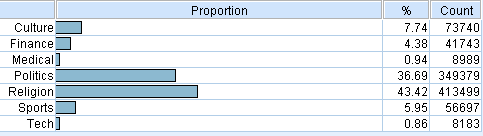 Proportion % Count
Culture 7.74 73740
Finance 4.38 41743
Medical 0.94 8989
Politics 36.69 349379
Religion 43.42 413499
Sports 5.95 56697
Tech 0.86 8183